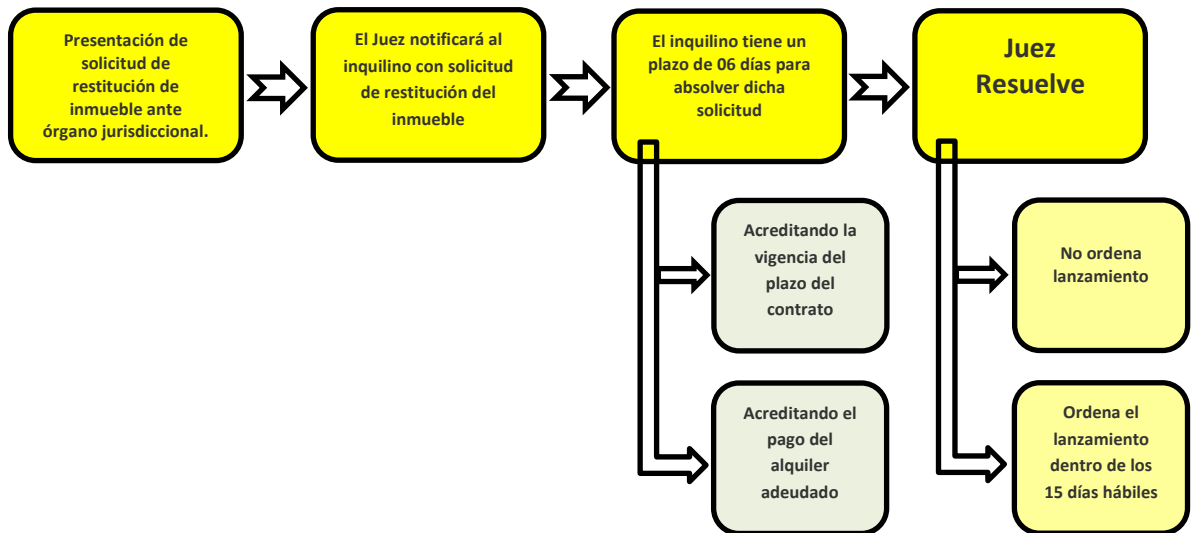 Presentación de
solicitud de
restitución de
inmueble ante
órgano jurisdiccional.
El Juez notificará al
inquilino con solicitud
de restitución del
inmueble
El inquilino tiene un
plazo de 06 días para
absolver dicha
solicitud
Juez
Resuelve
Acreditando la
vigencia del
plazo del
contrato
No ordena
lanzamiento
Acreditando el
pago del
alquiler
adeudado
Ordena el
lanzamiento
dentro de los
15 días hábiles